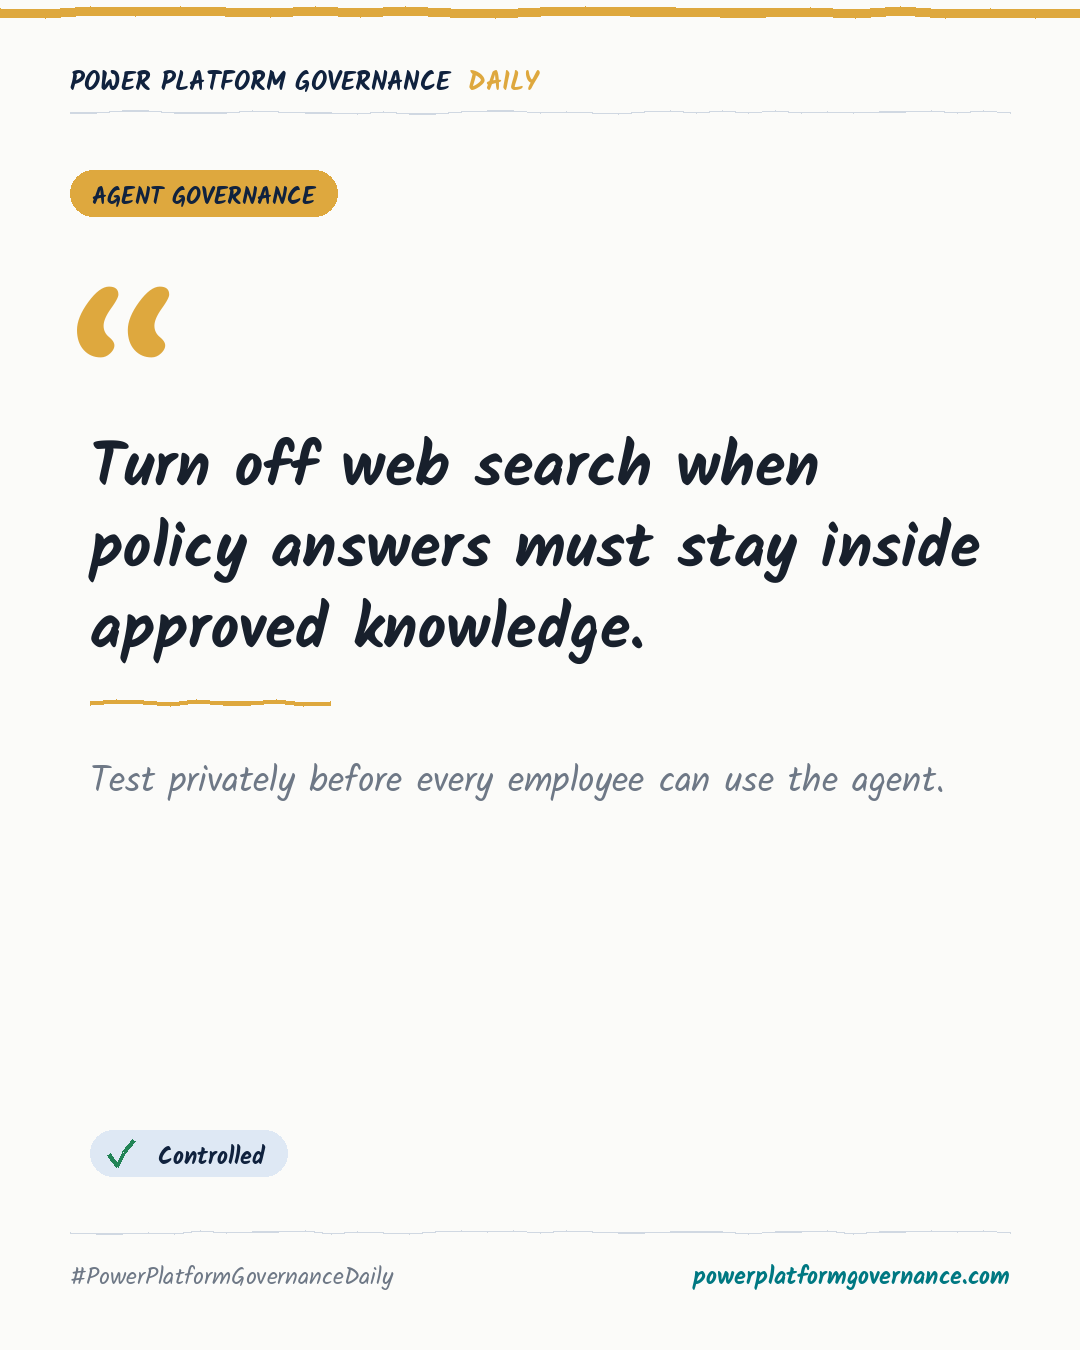 POWER PLATFORM GOVERNANCE DAILY
AGENT GOVERNANCE
“
Turn off web search when
policy answers must stay inside
approved knowledge.
Test privately before every employee can use the agent.
✓ Controlled
#PowerPlatformGovernanceDaily
powerplatformgovernance.com